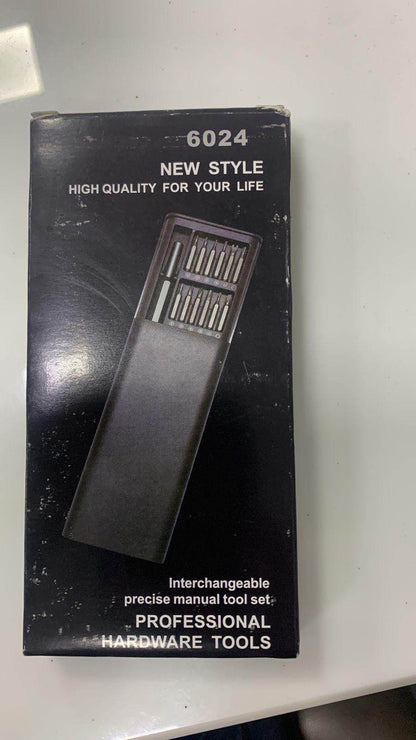 6024
NEW STYLE
HIGH QUALITY FOR YOUR LIFE
Interchangeable
precise manual tool set
PROFESSIONAL
HARDWARE TOOLS